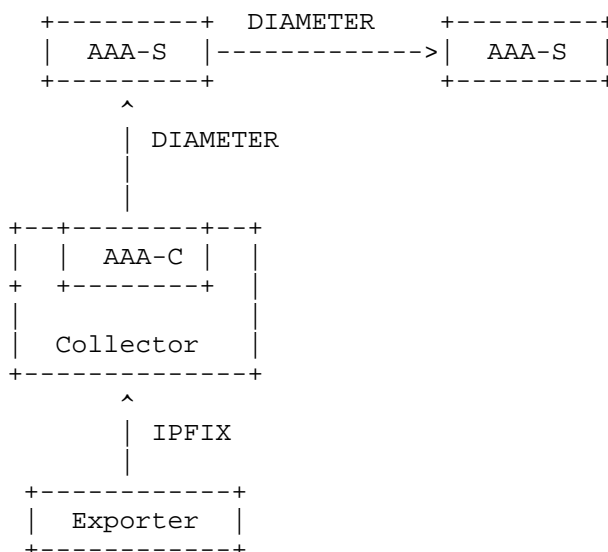 DIAMETER
AAA-S AAA-S
DIAMETER
AAA-C
Collector
IPFIX
Exporter